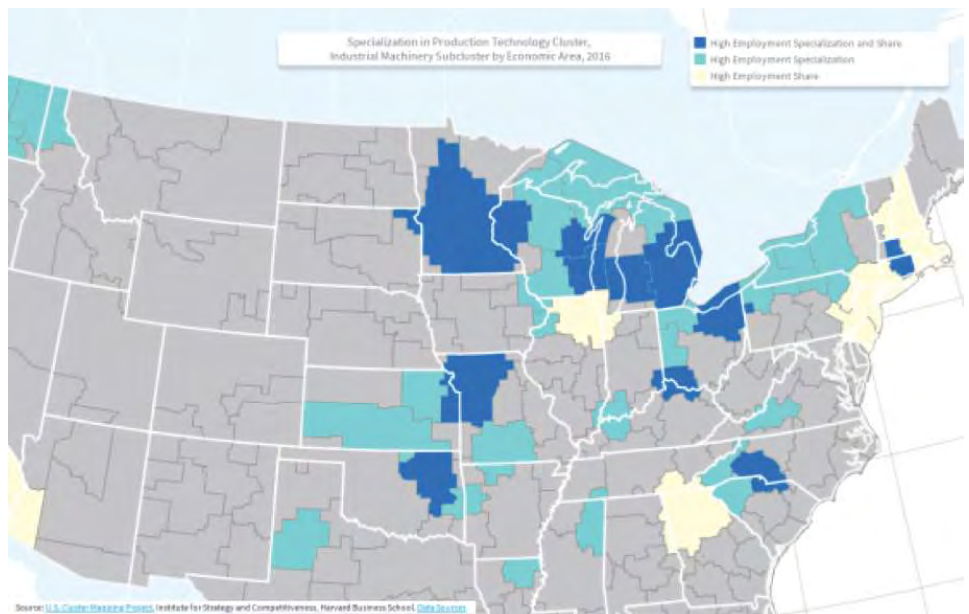 Specialization in Production Technology Cluster,
Industrial Machinery Subcluster by Economic Area, 2016
High Employment Specialization and Share
High Employment Specialization
High Employment Share
Source: U.S. Cluster Mapping Project, Institute for Strategy and Competitiveness, Harvard Business School. Data Sources